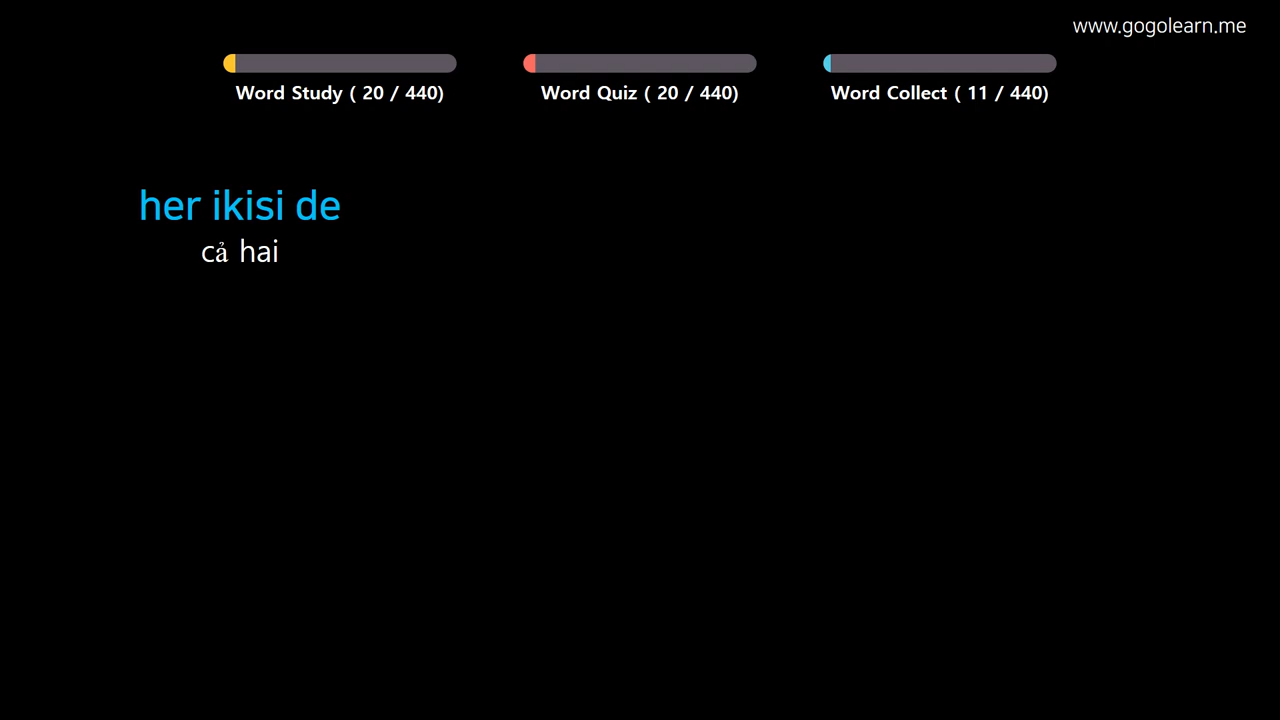 www.gogolearn.me
Word Study ( 20 / 440)
Word Quiz ( 20 / 440)
Word Collect ( 11 / 440)
her ikisi de
cả hai